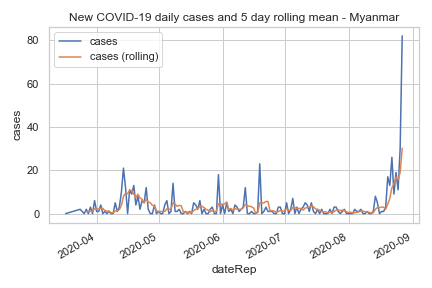 New COVID-19 daily cases and 5 day rolling mean - Myanmar
cases
cases (rolling)
80
60
40
20
0
cases
2020-04
2020-05
2020-06
2020-07
2020-08
2020-09
dateRep